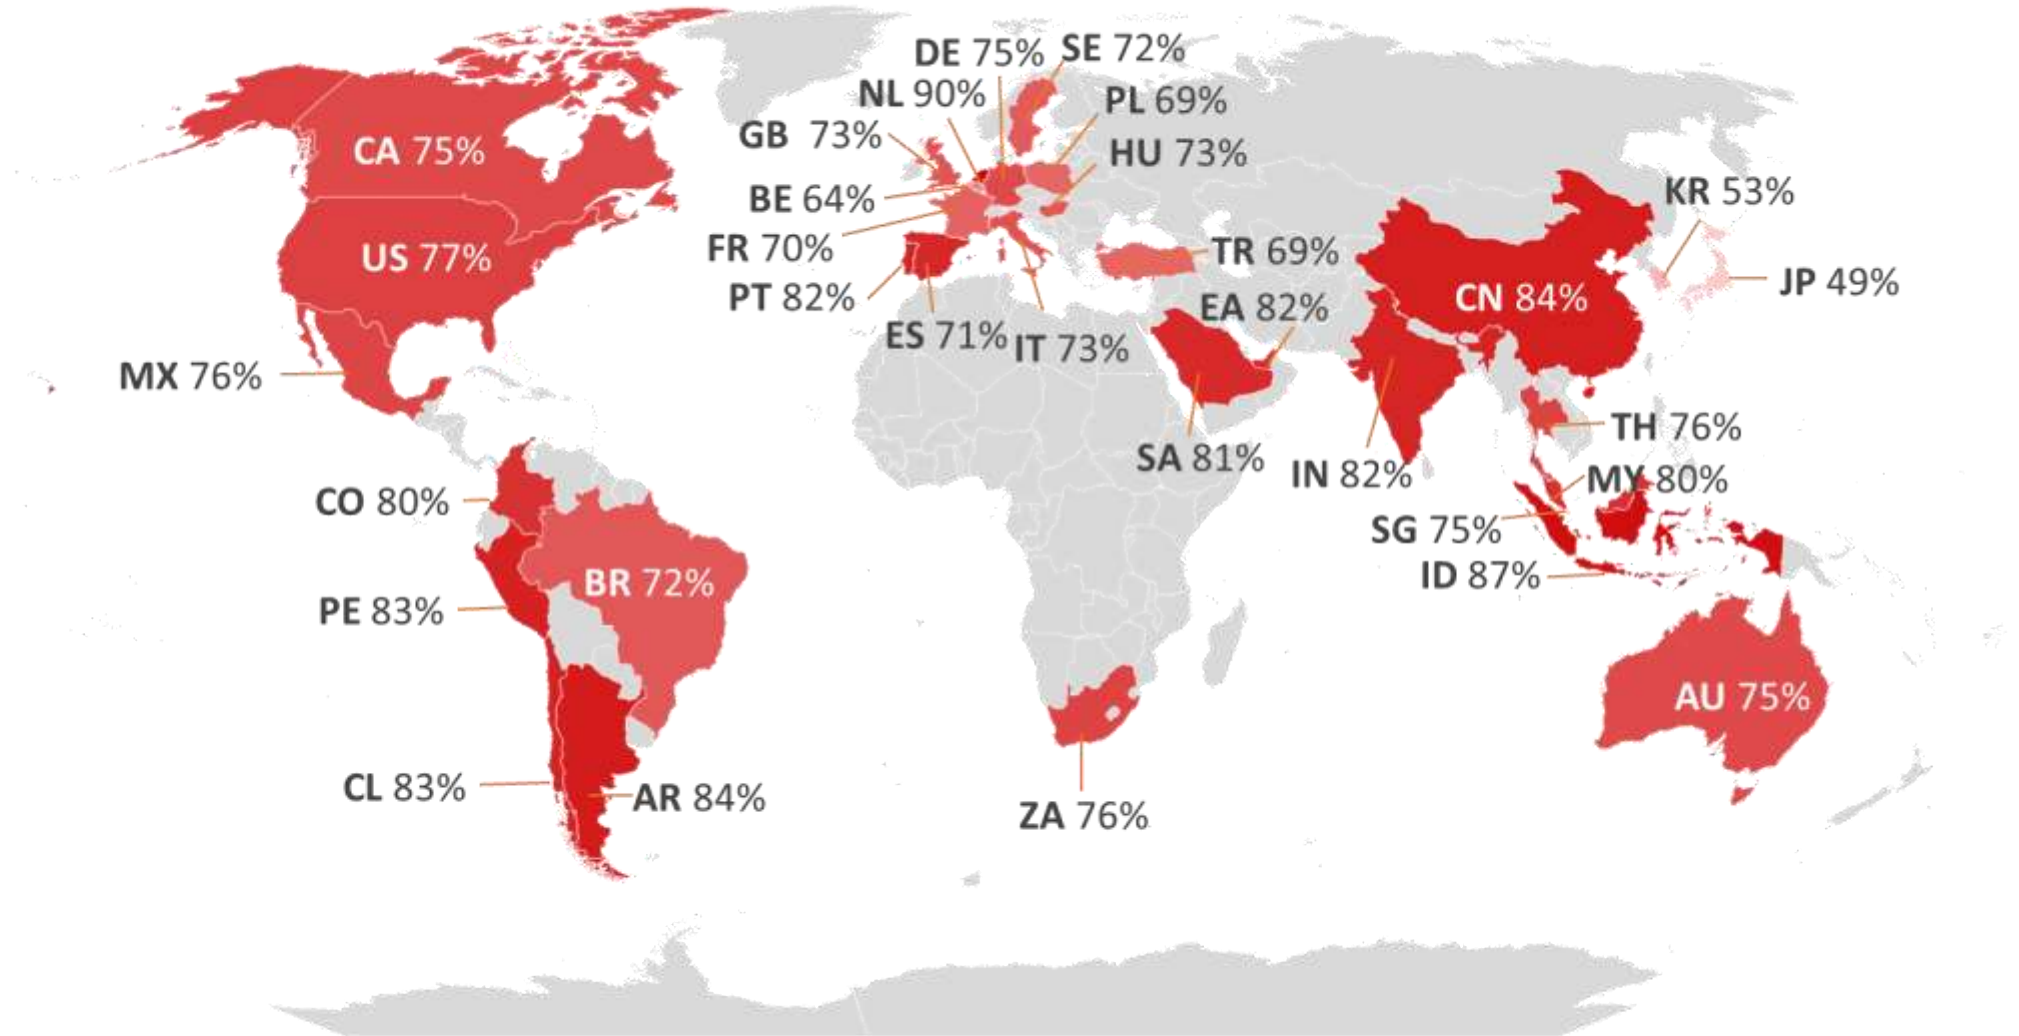 DE 75%
SE 72%
NL 90%
PL 69%
GB 73%
HU 73%
CA 75%
BE 64%
KR 53%
FR 70%
TR 69%
US 77%
PT 82%
EA 82%
CN 84%
JP 49%
ES 71%
IT 73%
MX 76%
TH 76%
SA 81%
IN 82%
MY 80%
CO 80%
SG 75%
ID 87%
BR 72%
PE 83%
AU 75%
CL 83%
AR 84%
ZA 76%